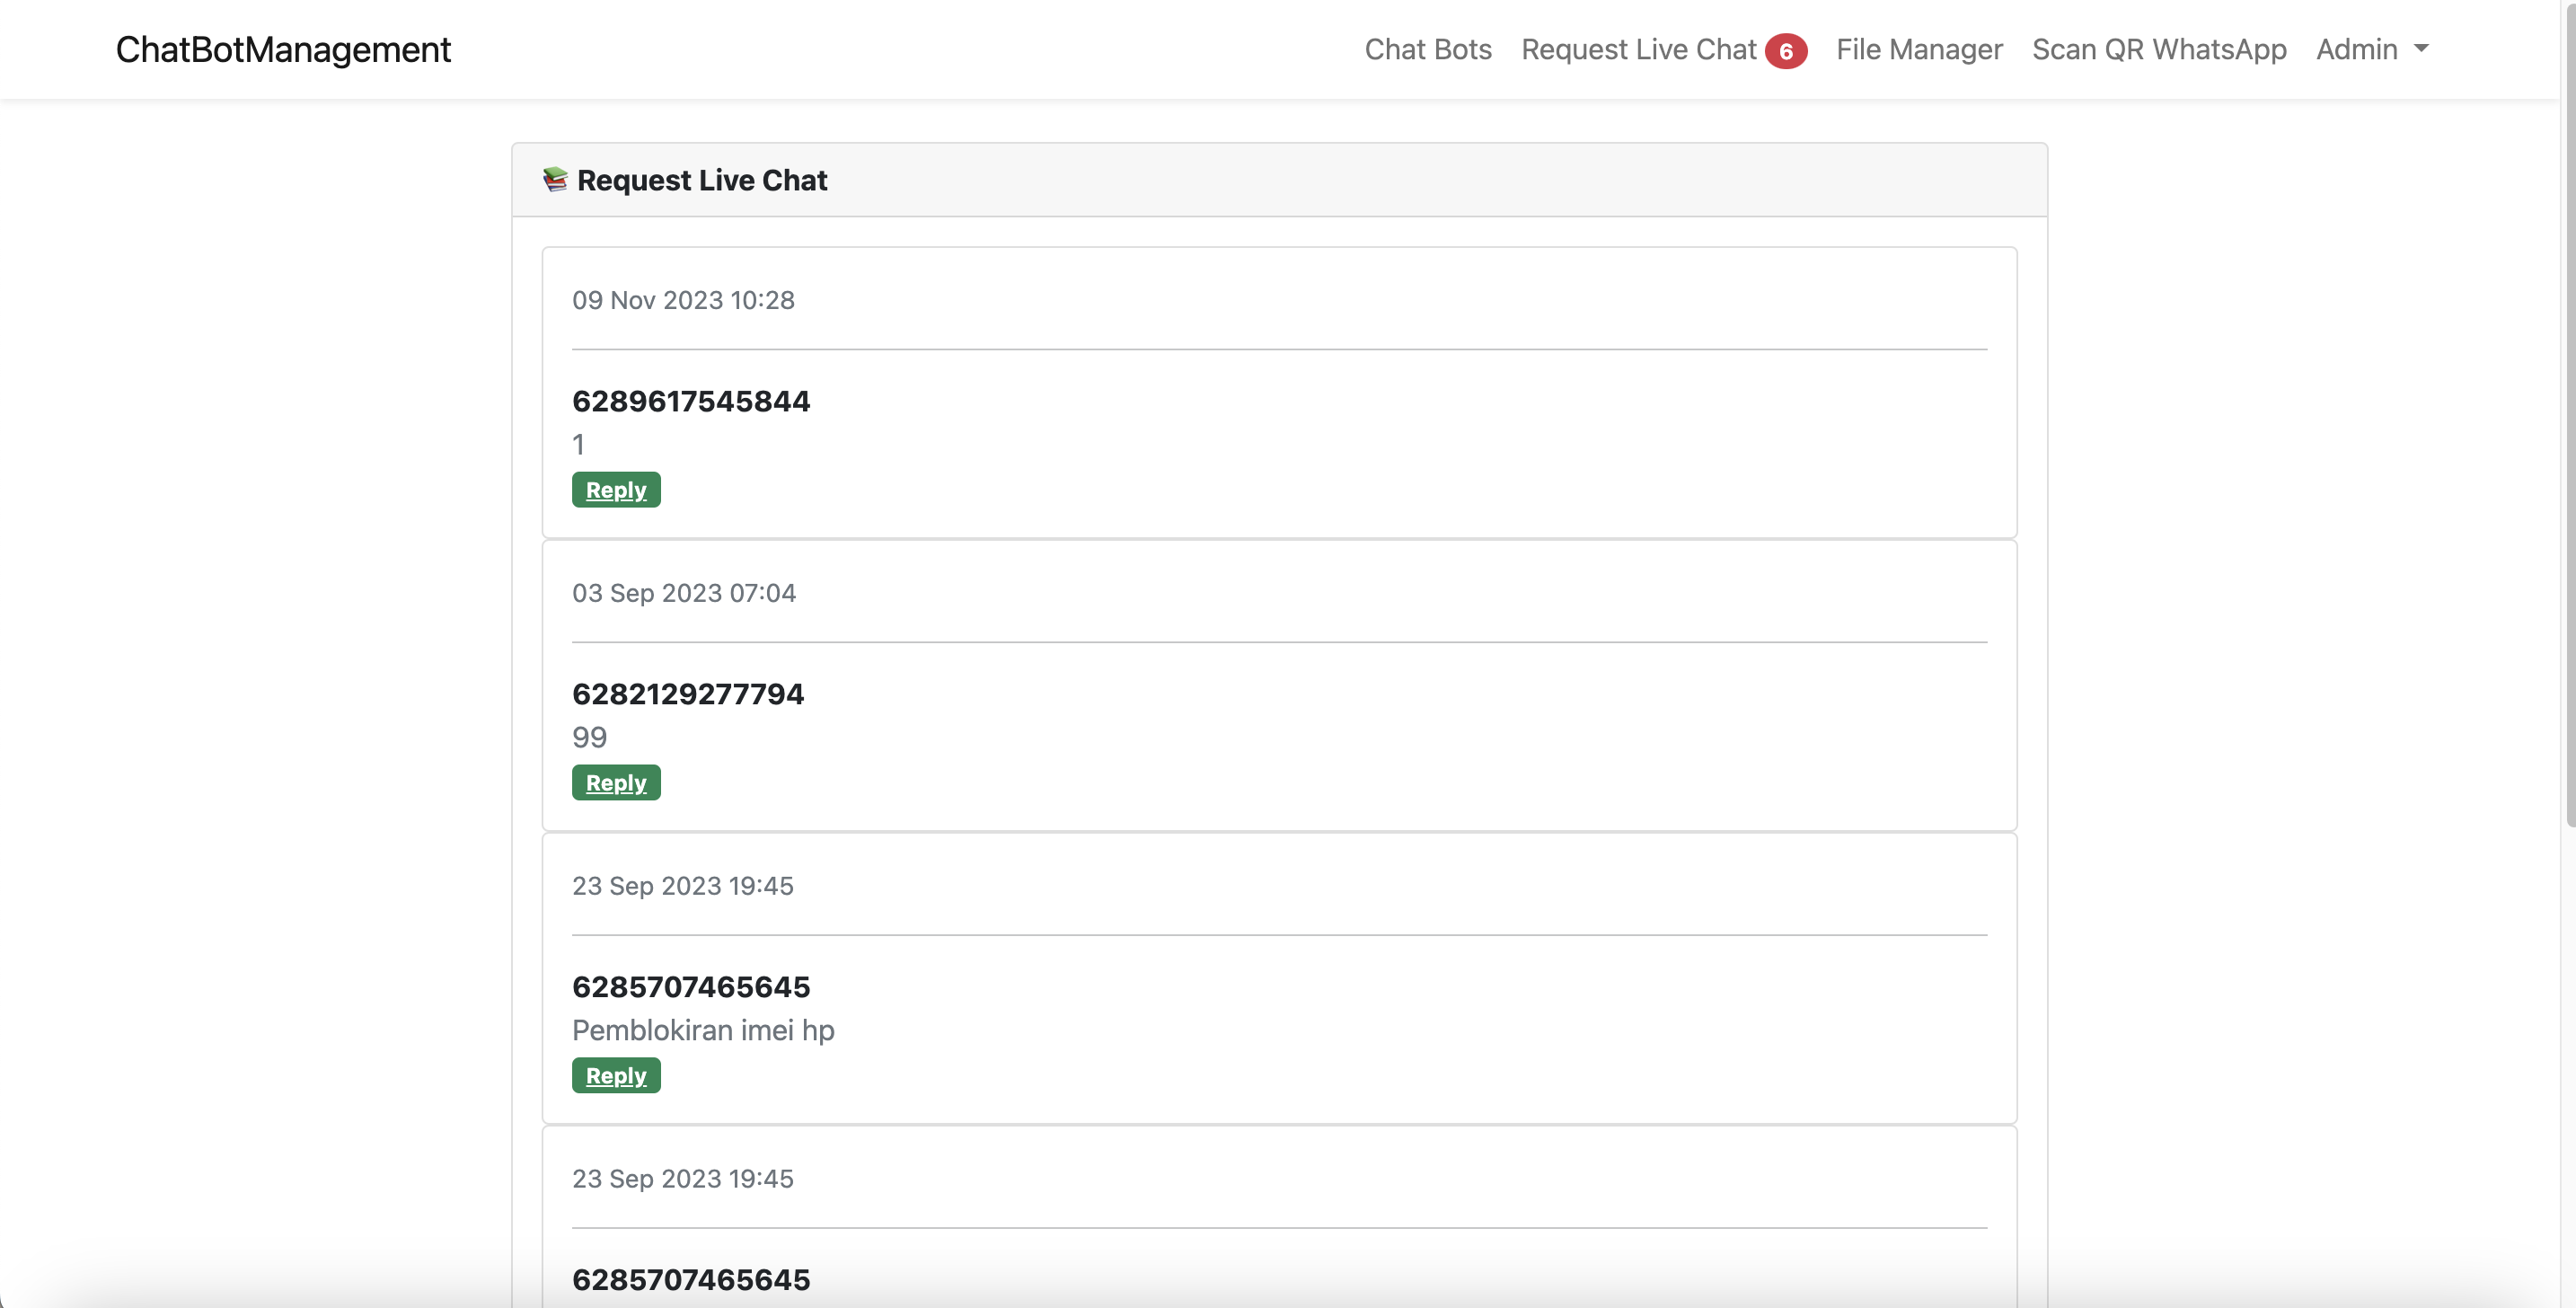 ChatBotManagement
Chat Bots Request Live Chat 6 File Manager Scan QR WhatsApp Admin
Request Live Chat
09 Nov 2023 10:28
6289617545844
1
Reply
03 Sep 2023 07:04
6282129277794
99
Reply
23 Sep 2023 19:45
6285707465645
Pemblokiran imei hp
Reply
23 Sep 2023 19:45
6285707465645